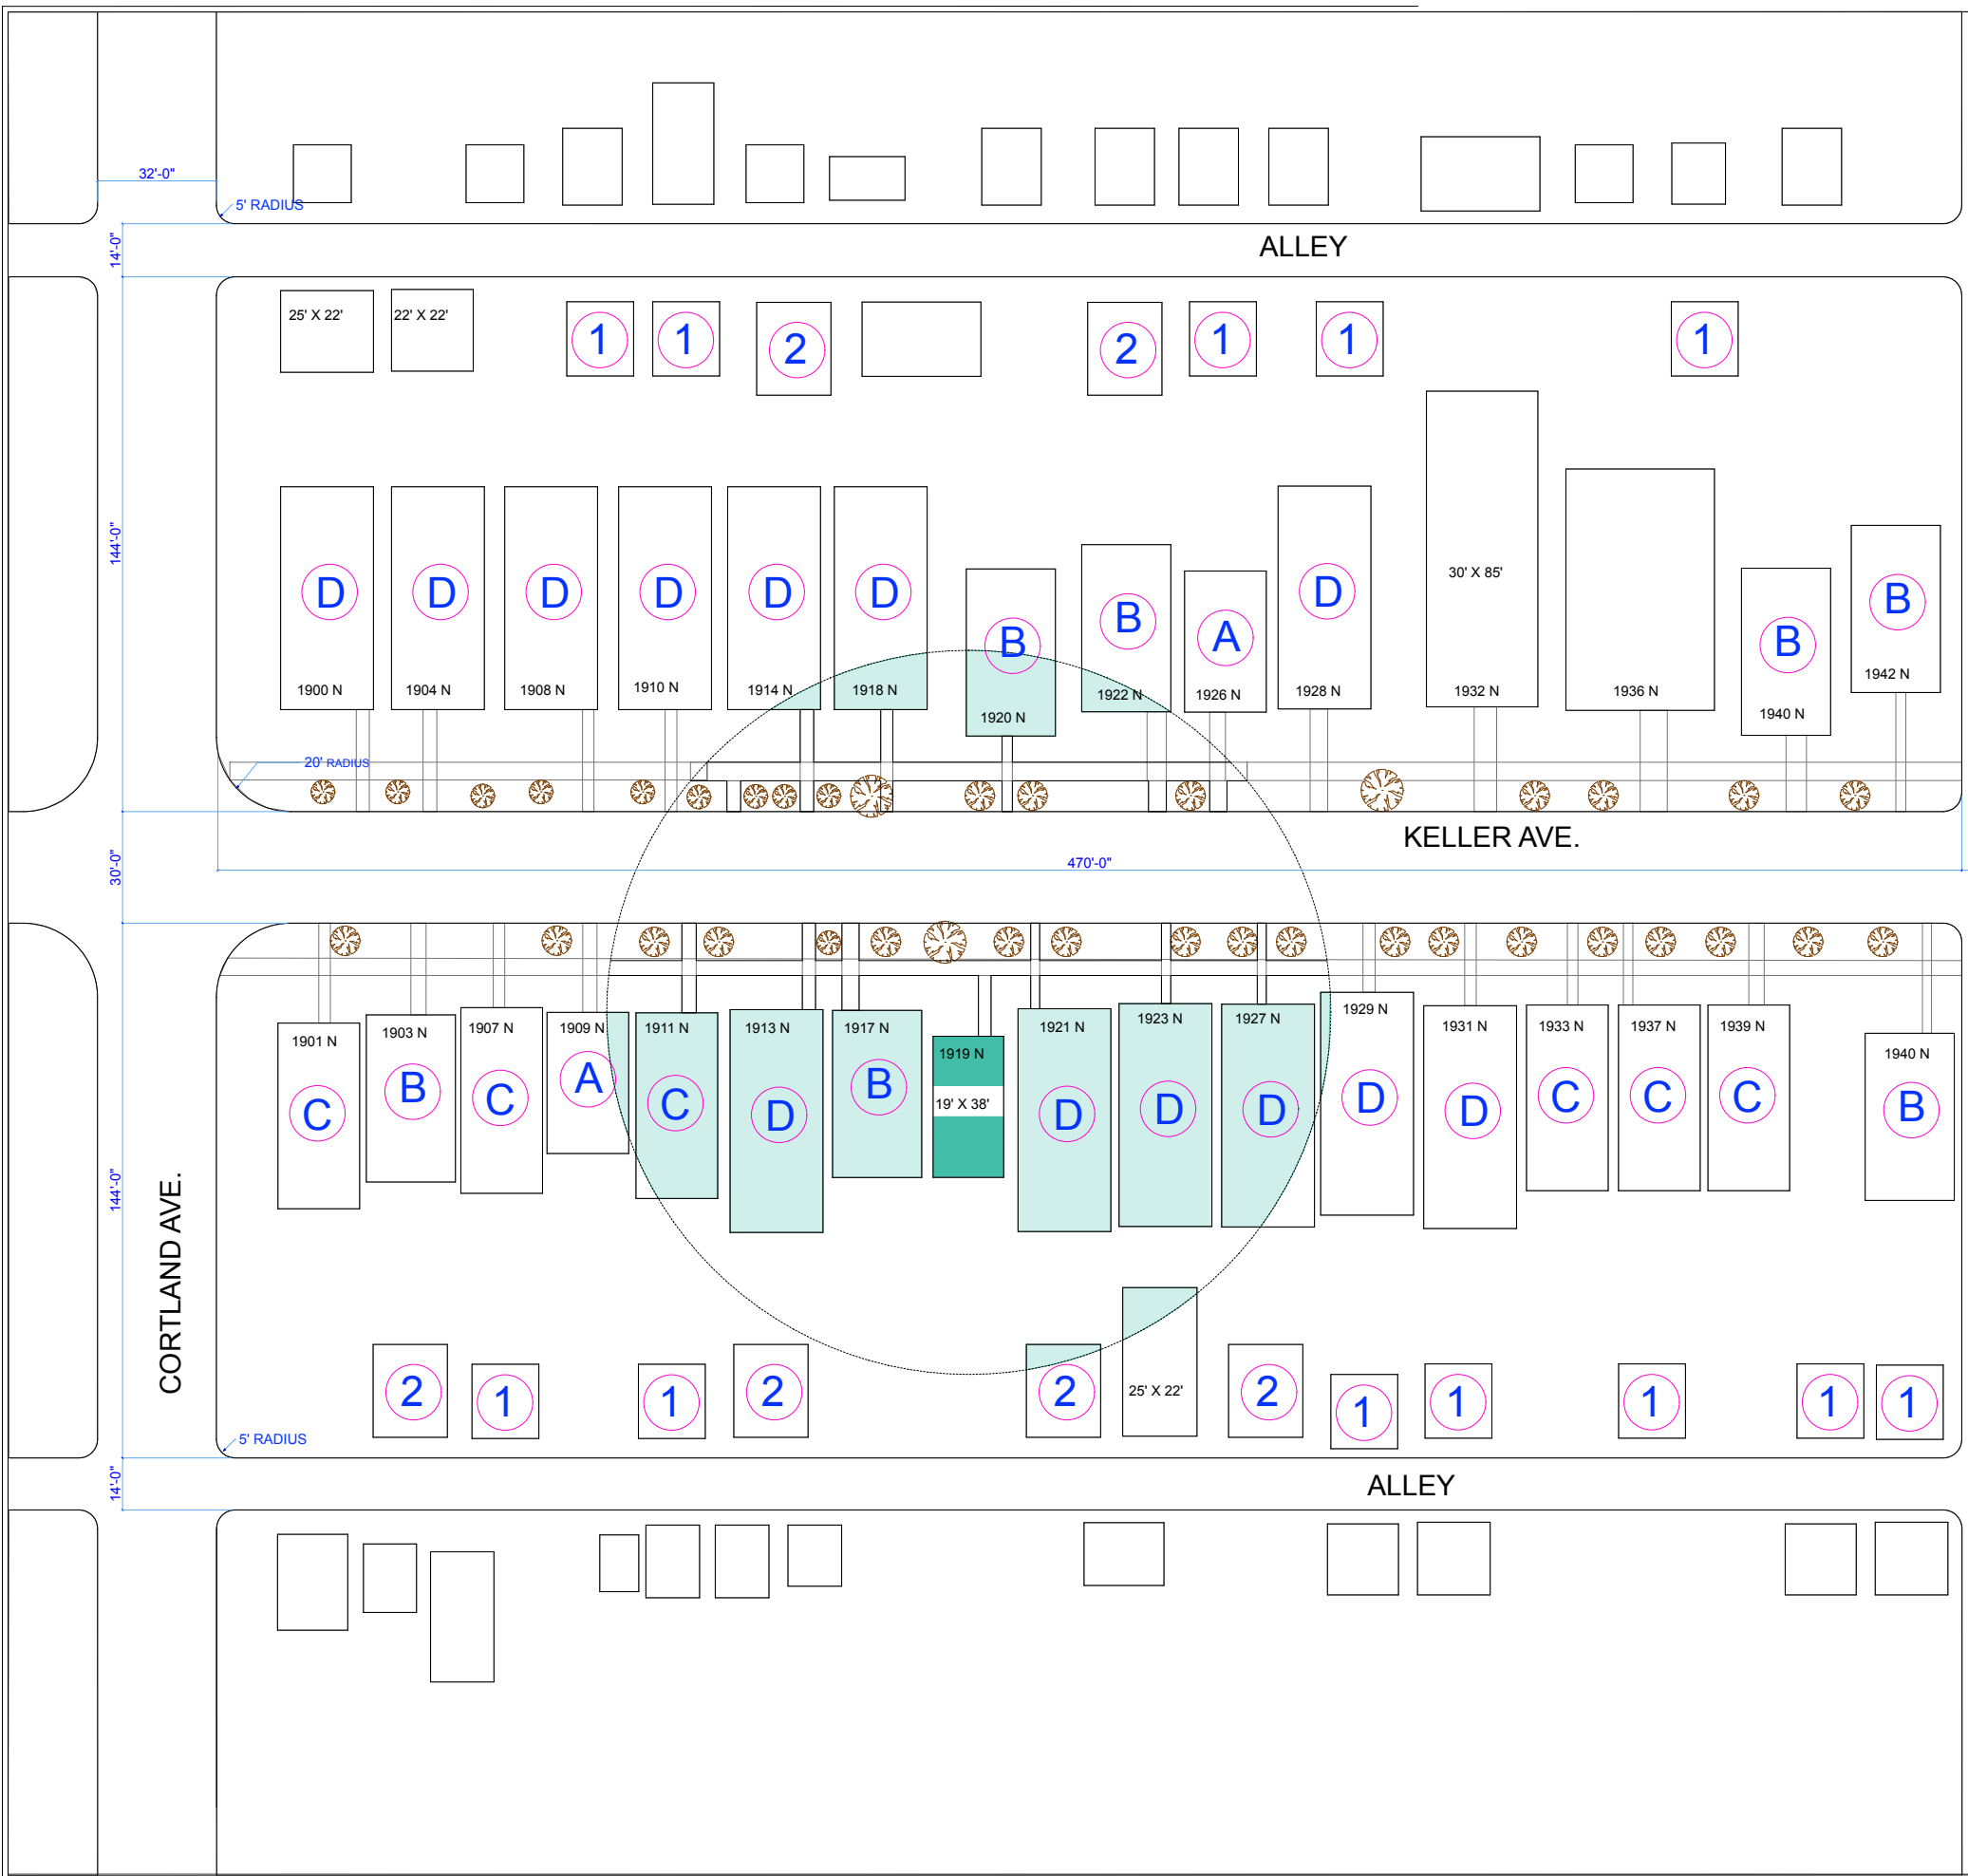 32'-0"
5' RADIUS
14'-0"
ALLEY
25' X 22'
22' X 22'
1
1
2
2
1
1
1
144'-0"
D
D
D
D
D
D
B
B
A
D
30' X 85'
B
B
1900 N
1904 N
1908 N
1910 N
1914 N
1918 N
1920 N
1922 N
1926 N
1928 N
1932 N
1936 N
1940 N
1942 N
20' RADIUS
KELLER AVE.
30'-0"
470'-0"
1901 N
1903 N
1907 N
1909 N
1911 N
1913 N
1917 N
1919 N
1921 N
1923 N
1927 N
1929 N
1931 N
1933 N
1937 N
1939 N
1940 N
C
B
C
A
C
D
B
19' X 38'
D
D
D
D
D
C
C
C
B
144'-0"
CORTLAND AVE.
2
1
1
2
2
25' X 22'
2
1
1
1
1
1
5' RADIUS
14'-0"
ALLEY